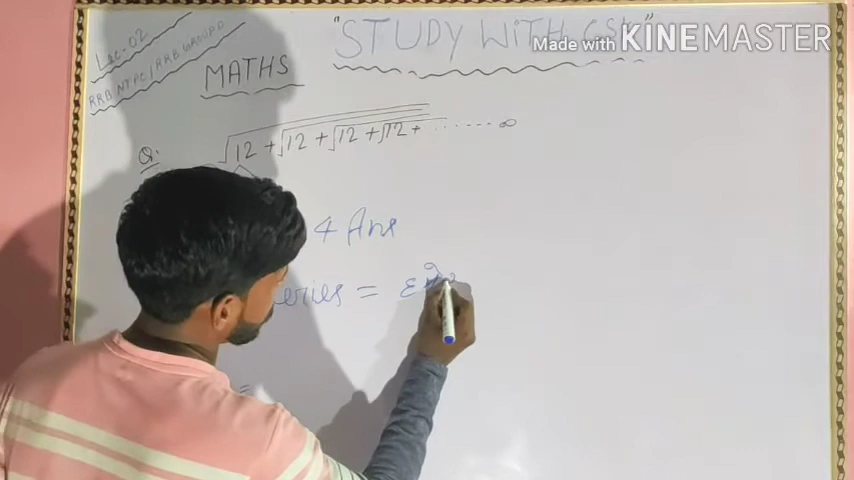 Lec-02
RRB NTPC/RRB GROUP D
"STUDY WITH
Made with KINEMASTER
MATHS
Q. √12 + √12 + √12 + √12 + ....... ∞
4 Ans
eries =
=